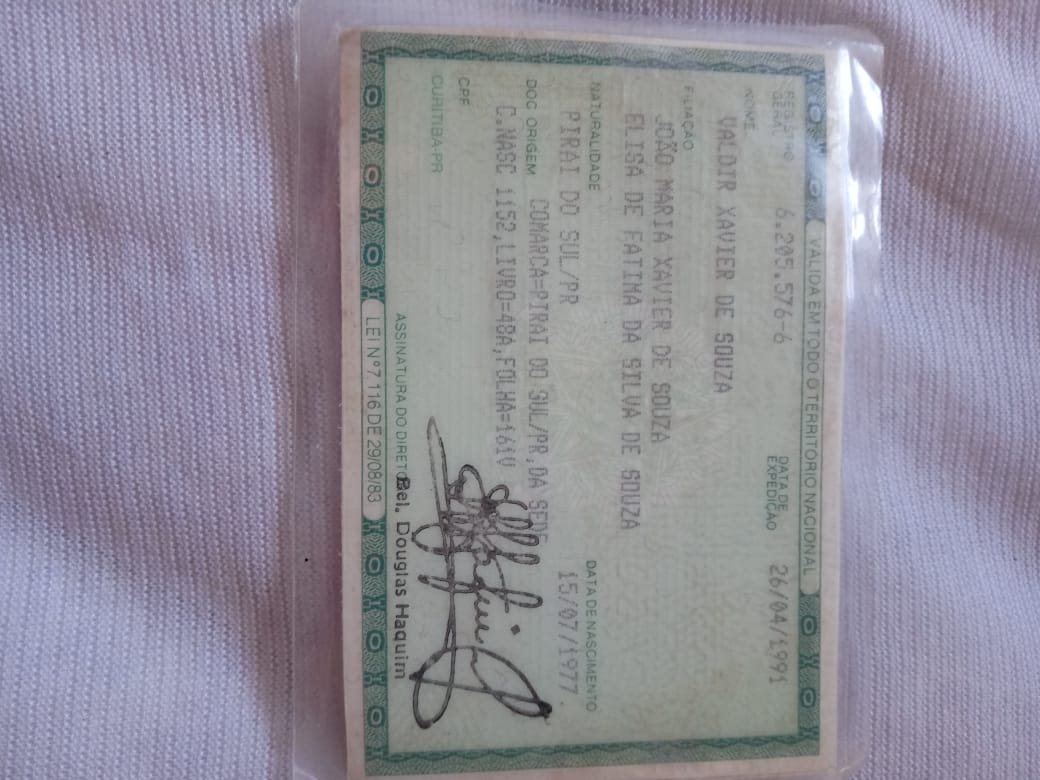 VÁLIDA EM TODO O TERRITÓRIO NACIONAL
REGISTRO GERAL 6.205.576-6 DATA DE EXPEDIÇÃO 26/04/1991
NOME
VALDIR XAVIER DE SOUZA
FILIAÇÃO
JOÃO MARIA XAVIER DE SOUZA
ELISA DE FATIMA DA SILVA DE SOUZA
NATURALIDADE DATA DE NASCIMENTO
PIRAI DO SUL/PR 15/07/1977
DOC ORIGEM COMARCA=PIRAI DO SUL/PR,DA SEDE
C.NASC 1152,LIVRO=48A,FOLHA=161V
CPF
CURITIBA-PR
ASSINATURA DO DIRETOR Bel. Douglas Haquim
LEI Nº 7.116 DE 29/08/83